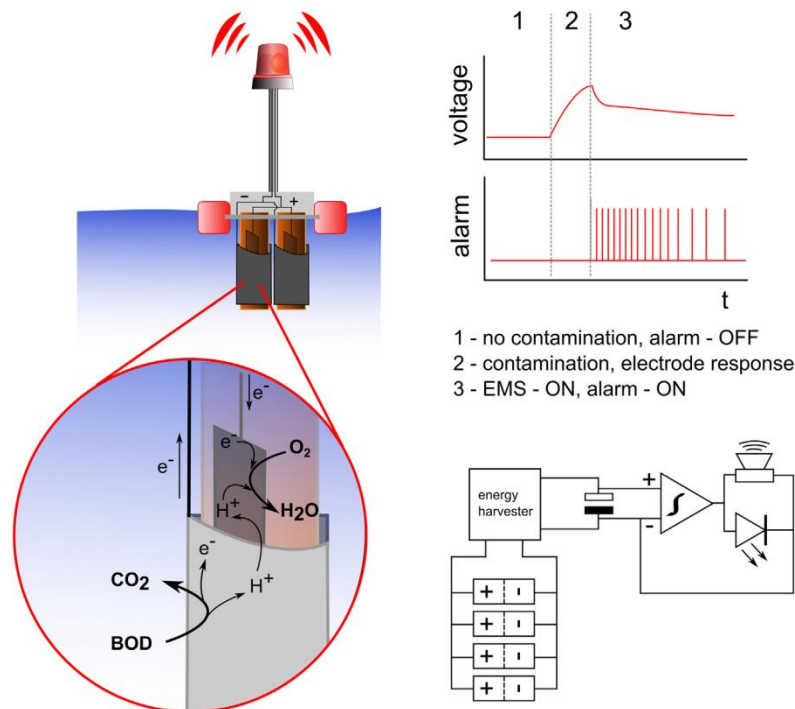 1 2 3
voltage
alarm
t
1 - no contamination, alarm - OFF
2 - contamination, electrode response
3 - EMS - ON, alarm - ON
- +
e-
e-
e-
O2
H+
H2O
e-
H+
CO2
BOD
energy
harvester
+
-
+ -
+ -
+ -
+ -